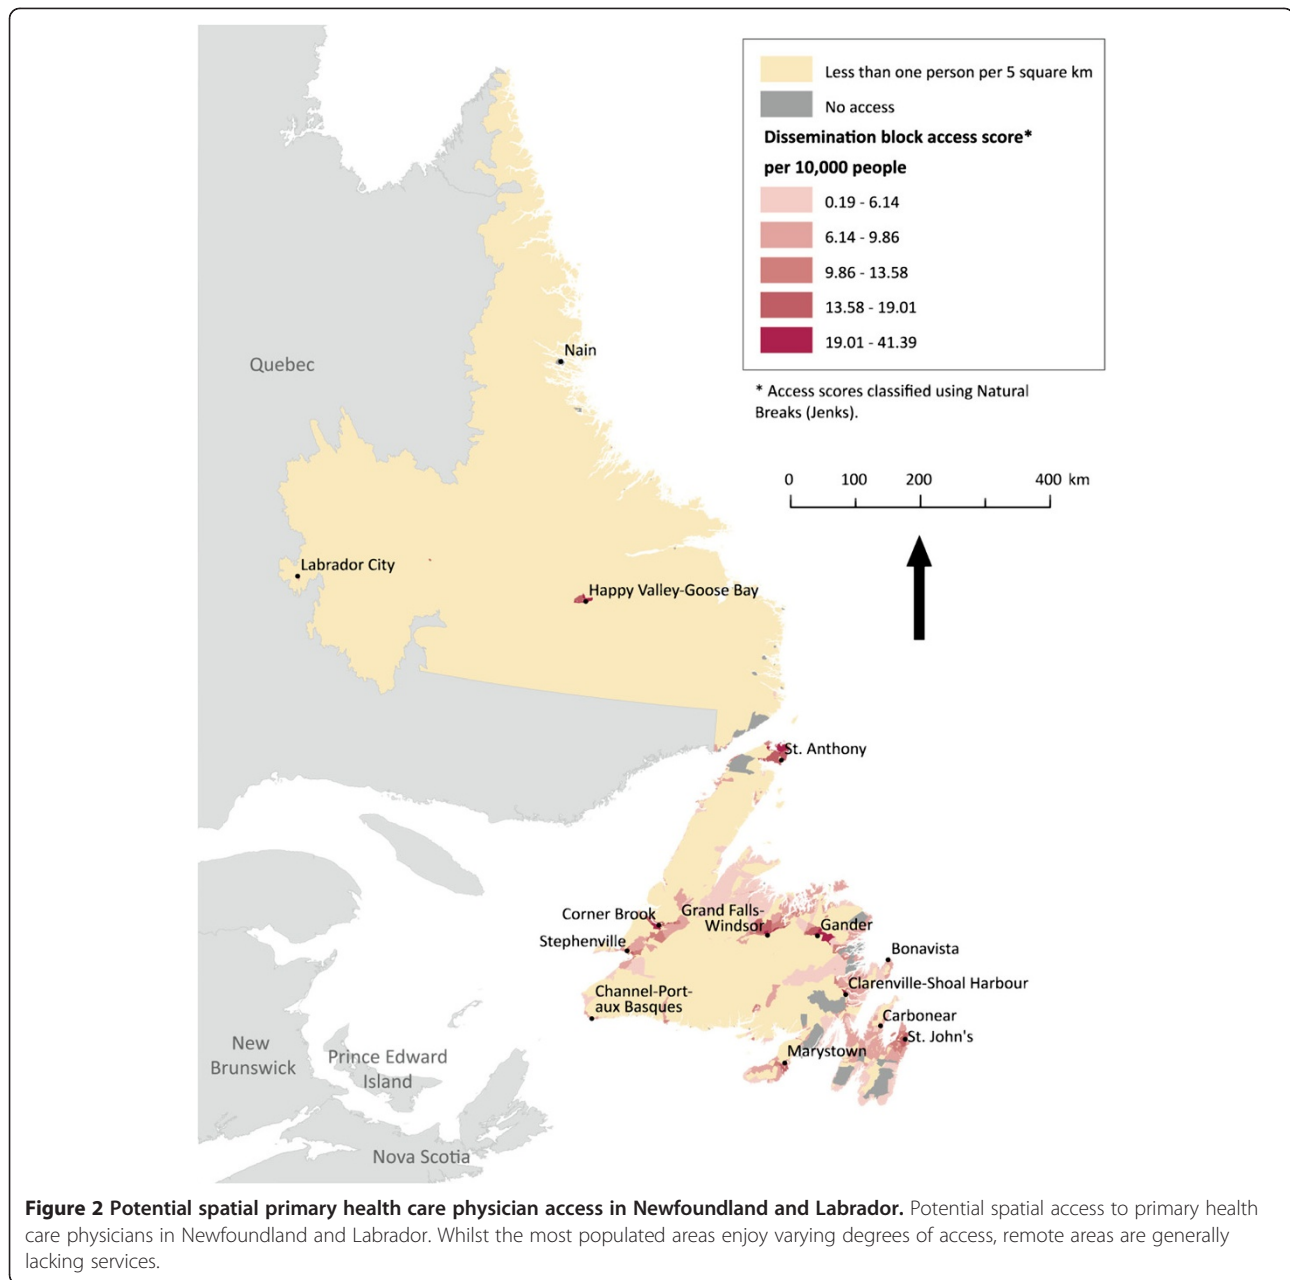 Less than one person per 5 square km
No access
Dissemination block access score*
per 10,000 people
0.19 - 6.14
6.14 - 9.86
9.86 - 13.58
13.58 - 19.01
19.01 - 41.39
* Access scores classified using Natural
Breaks (Jenks).
0 100 200 400 km
Quebec
Nain
Labrador City
Happy Valley-Goose Bay
St. Anthony
Corner Brook
Grand Falls-
Windsor
Gander
Stephenville
Bonavista
Channel-Port-
aux Basques
Clarenville-Shoal Harbour
Carbonear
St. John's
Marystown
New
Brunswick
Prince Edward
Island
Nova Scotia
Figure 2 Potential spatial primary health care physician access in Newfoundland and Labrador. Potential spatial access to primary health
care physicians in Newfoundland and Labrador. Whilst the most populated areas enjoy varying degrees of access, remote areas are generally
lacking services.